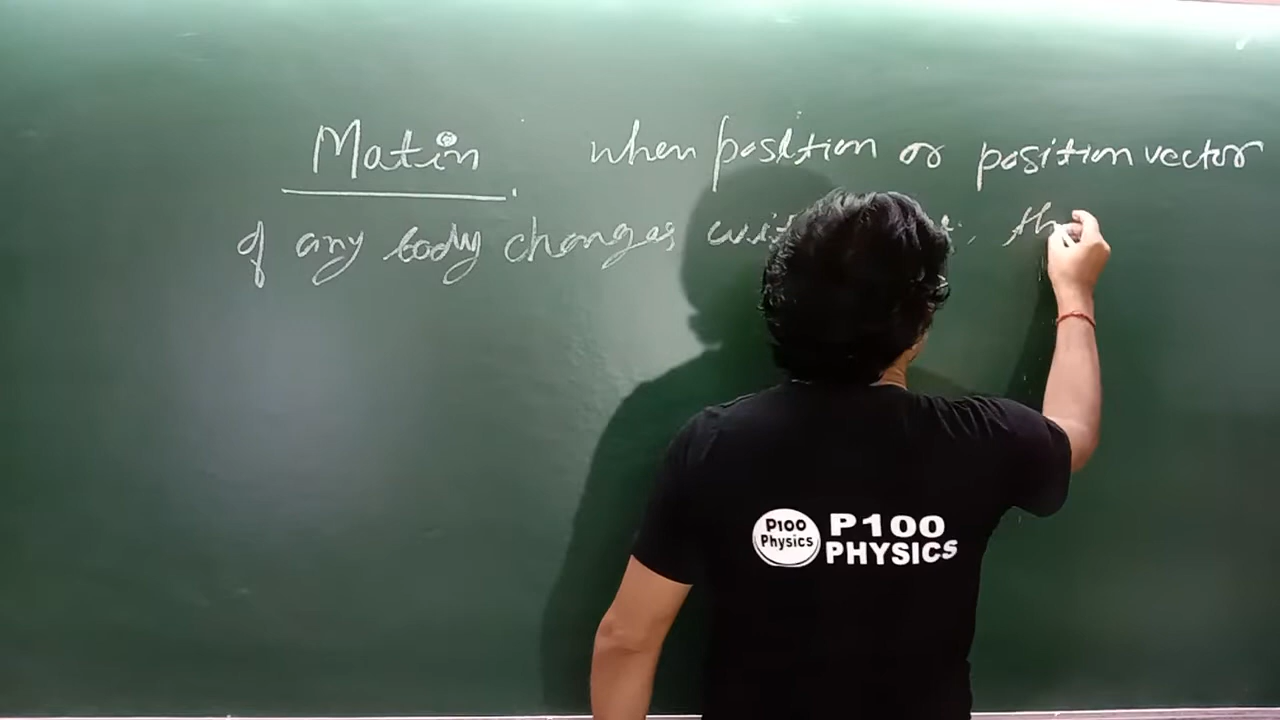 Motion when position or position vector
of any body changes
P100 Physics P100 PHYSICS